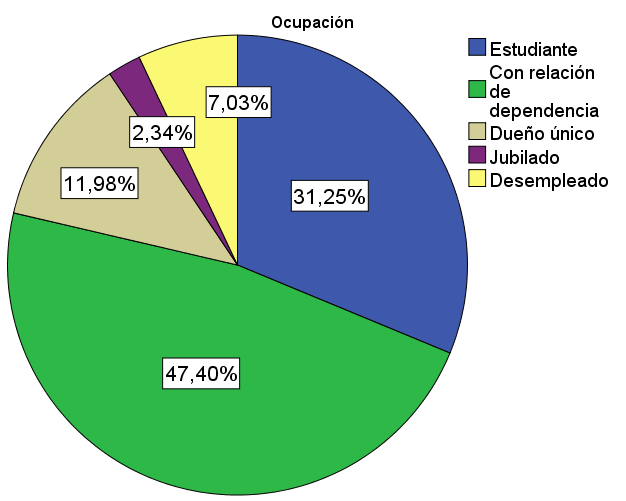 Ocupación
Estudiante
Con relación
de
dependencia
Dueño único
Jubilado
Desempleado
7,03%
2,34%
11,98%
31,25%
47,40%